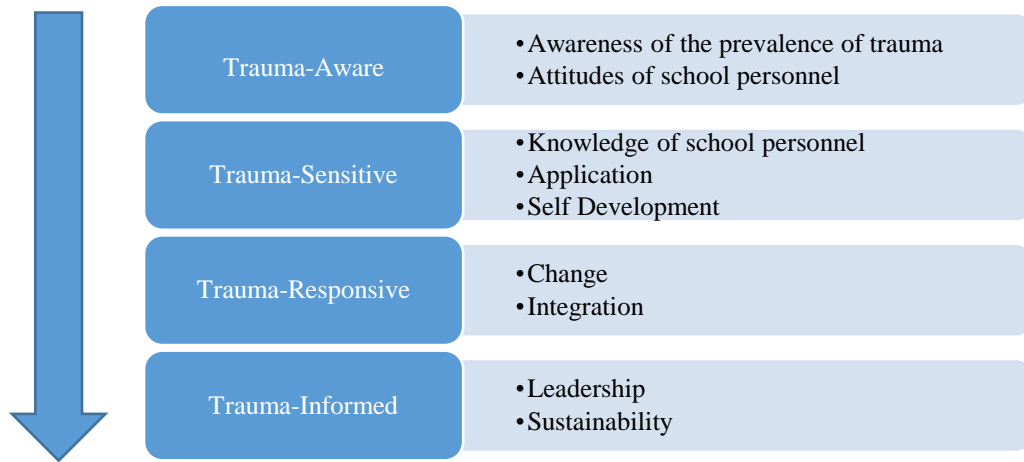 Trauma-Aware
•Awareness of the prevalence of trauma
•Attitudes of school personnel
Trauma-Sensitive
•Knowledge of school personnel
•Application
•Self Development
Trauma-Responsive
•Change
•Integration
Trauma-Informed
•Leadership
•Sustainability